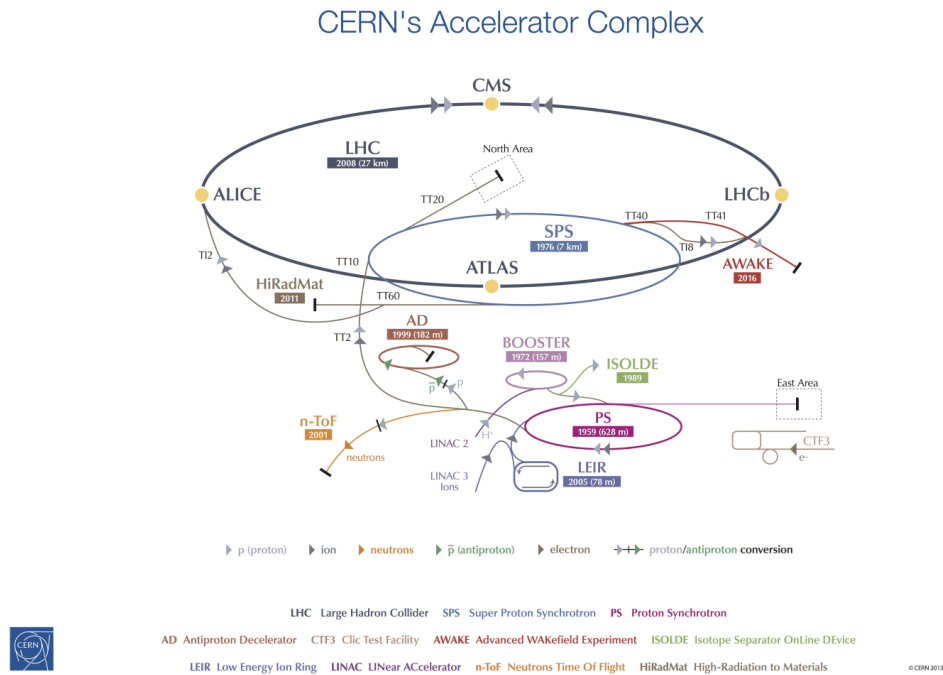 CERN's Accelerator Complex
CMS
LHC
2008 (27 km)
North Area
ALICE
LHCb
TT20
TT40
TT41
SPS
1976 (7 km)
TI8
TI2
TT10
ATLAS
AWAKE
2016
HiRadMat
2011
TT60
AD
1999 (182 m)
TT2
BOOSTER
1972 (157 m)
ISOLDE
1989
p̅
p
East Area
n-ToF
2001
PS
1959 (628 m)
LINAC 2
H⁺
neutrons
CTF3
e⁻
LINAC 3
Ions
LEIR
2005 (78 m)
p (proton) ion neutrons p̅ (antiproton) electron proton/antiproton conversion
LHC Large Hadron Collider SPS Super Proton Synchrotron PS Proton Synchrotron
AD Antiproton Decelerator CTF3 Clic Test Facility AWAKE Advanced WAKefield Experiment ISOLDE Isotope Separator OnLine DEvice
LEIR Low Energy Ion Ring LINAC LINear ACcelerator n-ToF Neutrons Time Of Flight HiRadMat High-Radiation to Materials
CERN
© CERN 2013